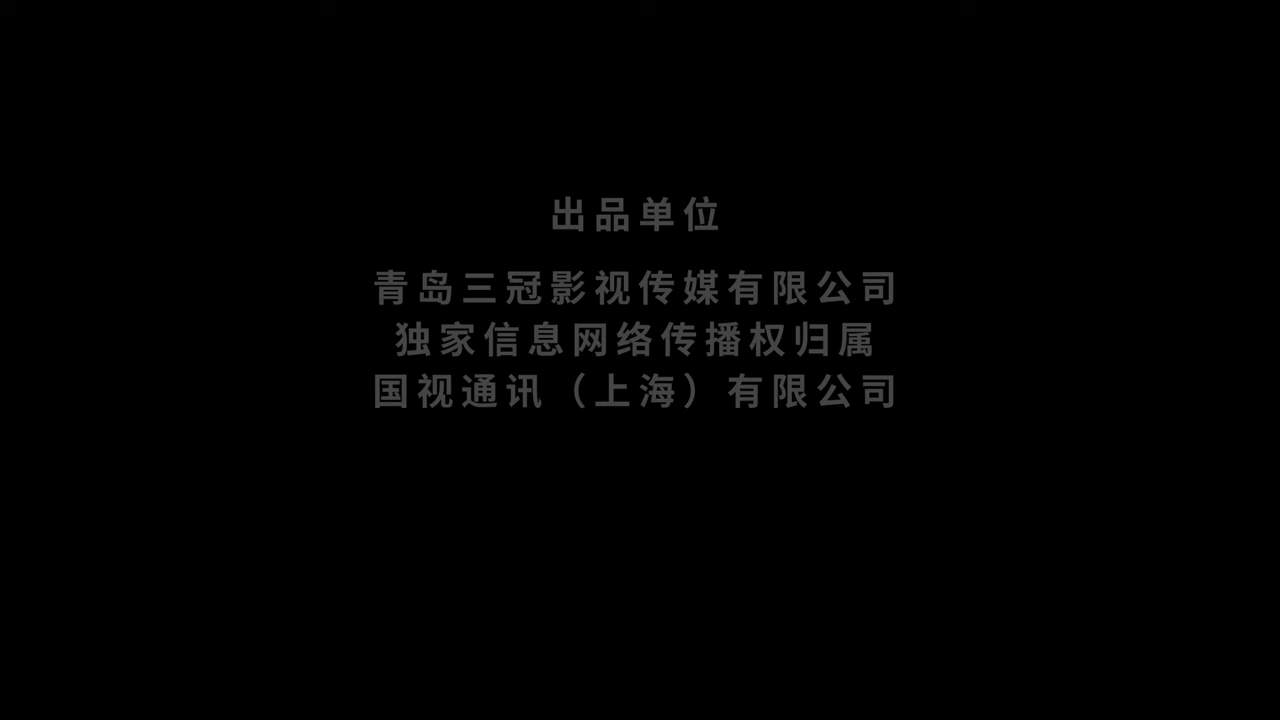 出品单位
青岛三冠影视传媒有限公司
独家信息网络传播权归属
国视通讯（上海）有限公司